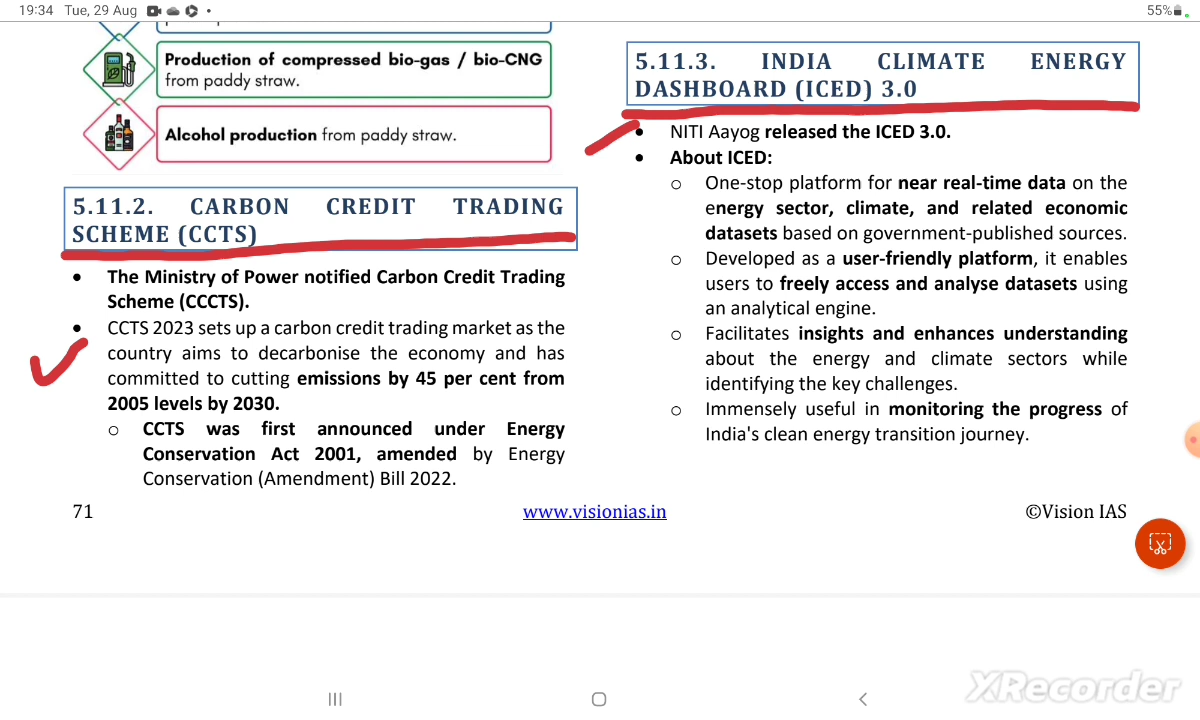 19:34 Tue, 29 Aug
55%
Production of compressed bio-gas / bio-CNG
from paddy straw.
Alcohol production from paddy straw.
5.11.2. CARBON CREDIT TRADING
SCHEME (CCTS)
• The Ministry of Power notified Carbon Credit Trading
Scheme (CCCTS).
• CCTS 2023 sets up a carbon credit trading market as the
country aims to decarbonise the economy and has
committed to cutting emissions by 45 per cent from
2005 levels by 2030.
o CCTS was first announced under Energy
Conservation Act 2001, amended by Energy
Conservation (Amendment) Bill 2022.
5.11.3. INDIA CLIMATE ENERGY
DASHBOARD (ICED) 3.0
• NITI Aayog released the ICED 3.0.
• About ICED:
o One-stop platform for near real-time data on the
energy sector, climate, and related economic
datasets based on government-published sources.
o Developed as a user-friendly platform, it enables
users to freely access and analyse datasets using
an analytical engine.
o Facilitates insights and enhances understanding
about the energy and climate sectors while
identifying the key challenges.
o Immensely useful in monitoring the progress of
India's clean energy transition journey.
71
www.visionias.in
©Vision IAS
XRecorder